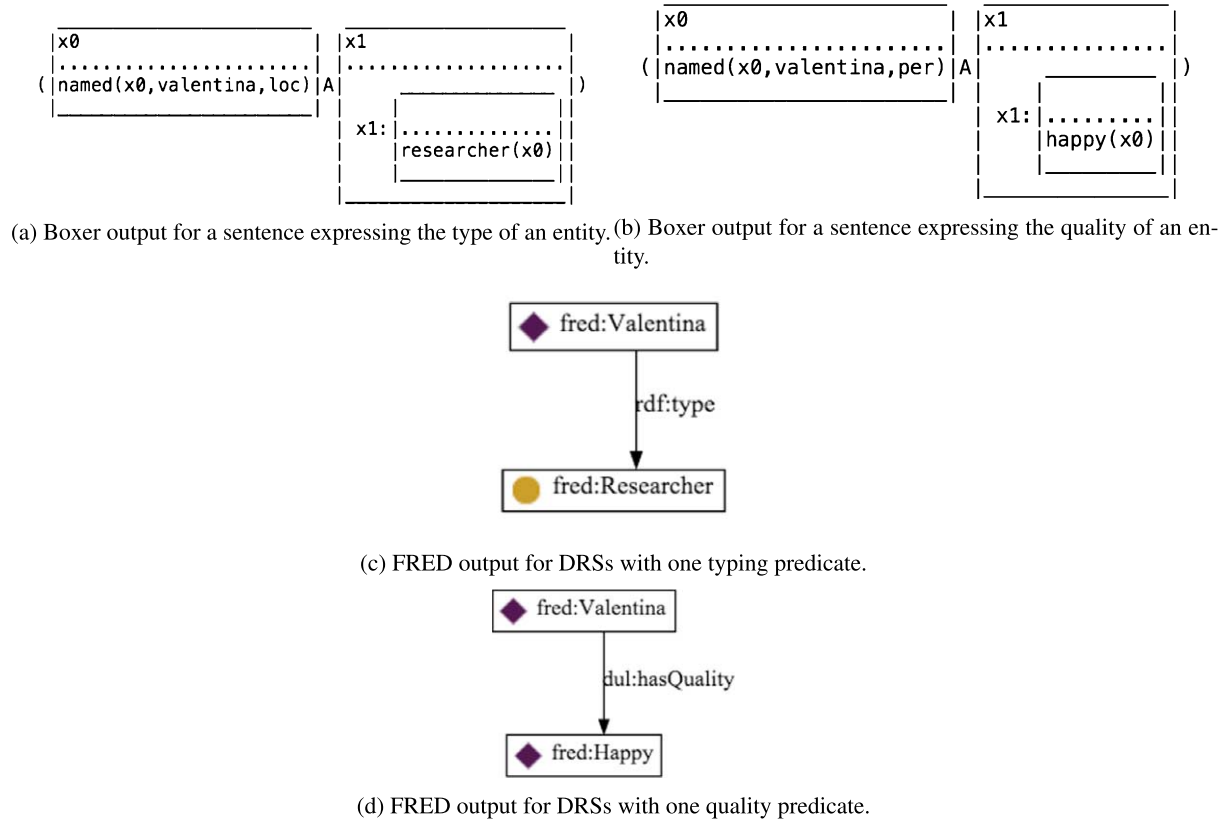 x0
named(x0,valentina,loc)
A
x1
x1:
researcher(x0)
(a) Boxer output for a sentence expressing the type of an entity.
x0
named(x0,valentina,per)
A
x1
x1:
happy(x0)
(b) Boxer output for a sentence expressing the quality of an en-
tity.
fred:Valentina
rdf:type
fred:Researcher
(c) FRED output for DRSs with one typing predicate.
fred:Valentina
dul:hasQuality
fred:Happy
(d) FRED output for DRSs with one quality predicate.